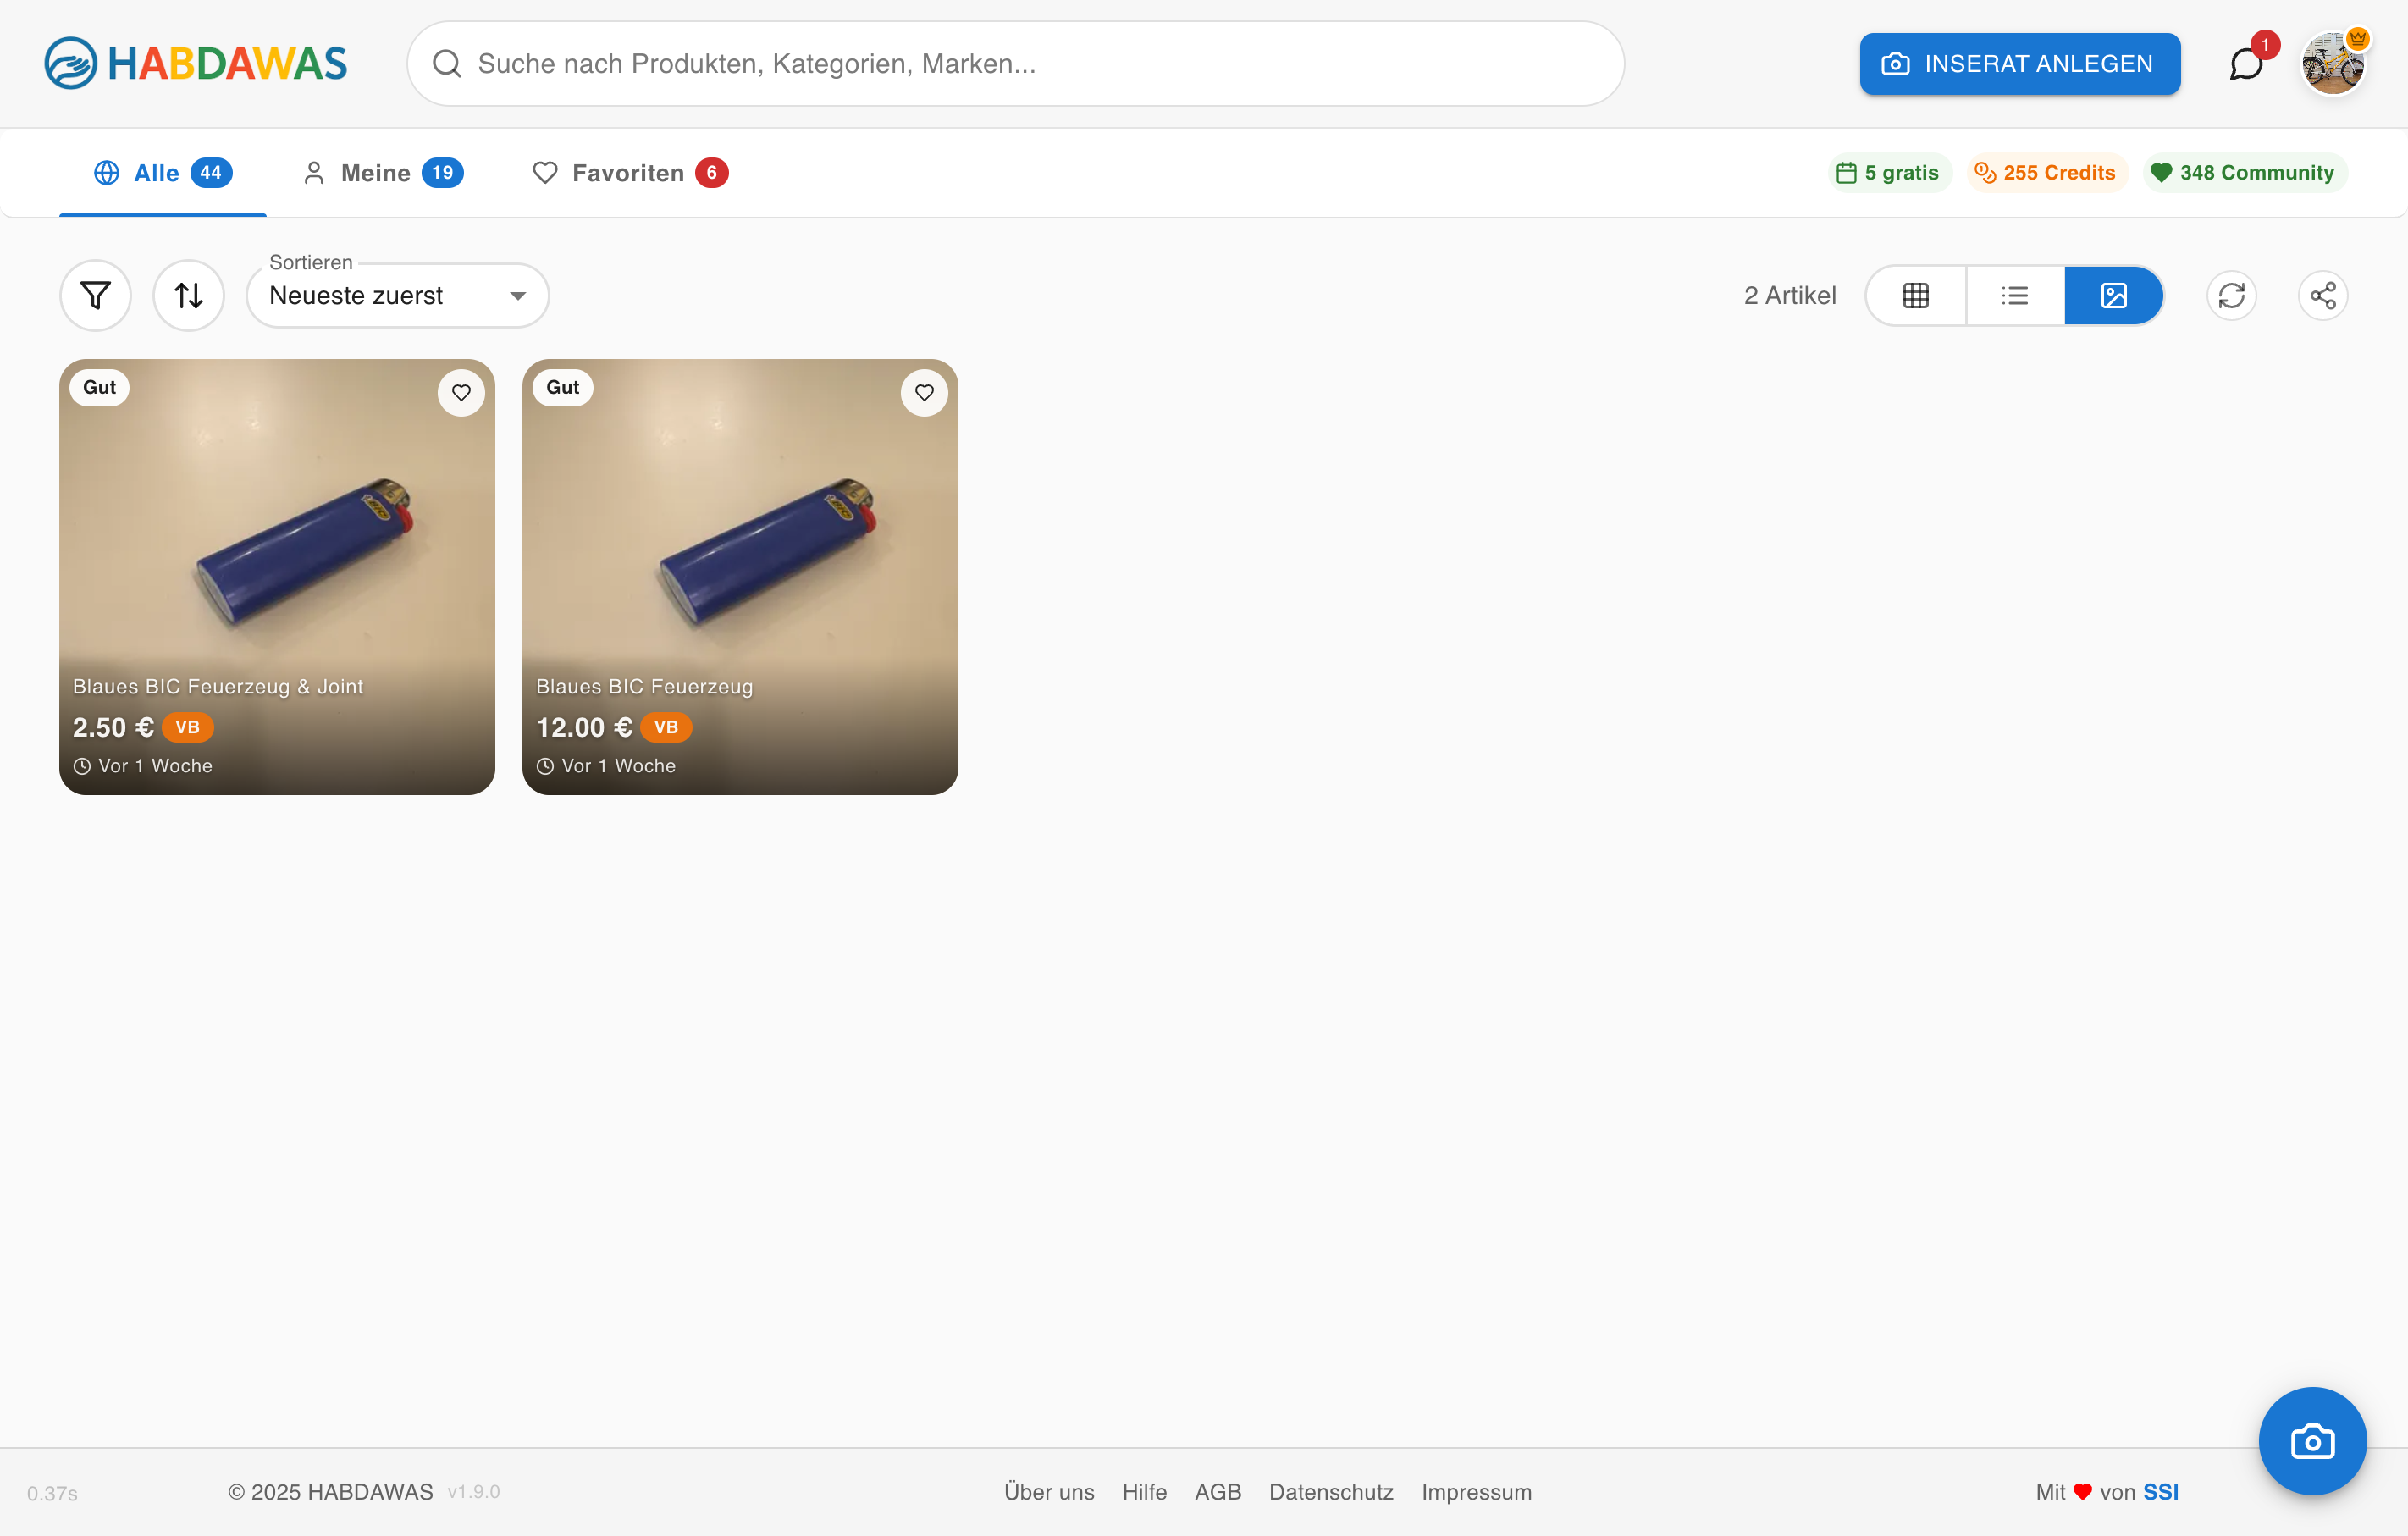 HABDAWAS
Suche nach Produkten, Kategorien, Marken...
INSERAT ANLEGEN
1
Alle 44
Meine 19
Favoriten 6
5 gratis
255 Credits
348 Community
Sortieren
Neueste zuerst
2 Artikel
Gut
BIC
Blaues BIC Feuerzeug & Joint
2.50 € VB
Vor 1 Woche
Gut
BIC
Blaues BIC Feuerzeug
12.00 € VB
Vor 1 Woche
0.37s
© 2025 HABDAWAS v1.9.0
Über uns Hilfe AGB Datenschutz Impressum
Mit von SSI